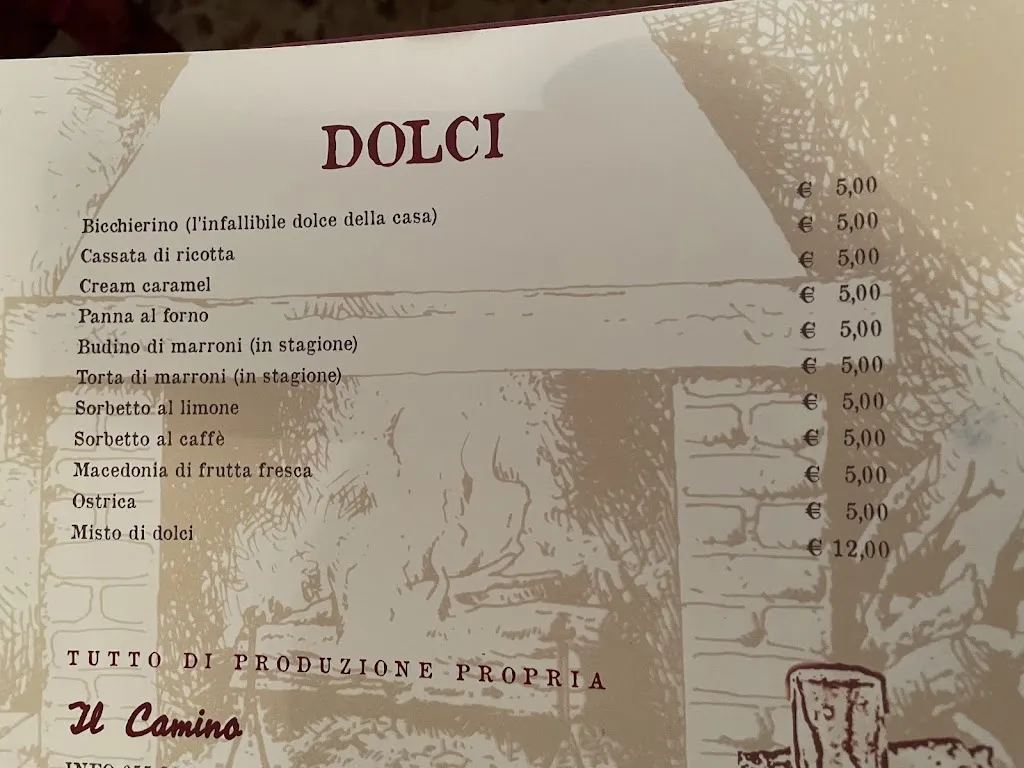 DOLCI
Bicchierino (l'infallibile dolce della casa) € 5,00
Cassata di ricotta € 5,00
Cream caramel € 5,00
Panna al forno € 5,00
Budino di marroni (in stagione) € 5,00
Torta di marroni (in stagione) € 5,00
Sorbetto al limone € 5,00
Sorbetto al caffè € 5,00
Macedonia di frutta fresca € 5,00
Ostrica € 5,00
Misto di dolci € 12,00
TUTTO DI PRODUZIONE PROPRIA
Il Camino